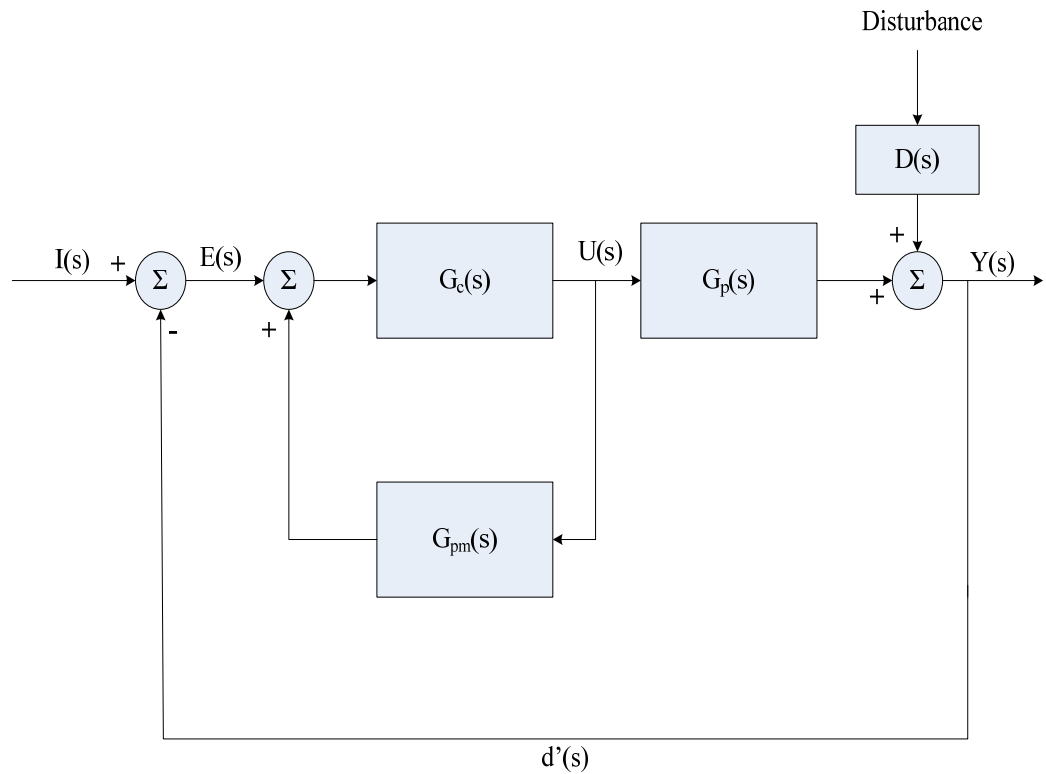 Disturbance
D(s)
+
I(s)
+
Σ
E(s)
Σ
G_c(s)
U(s)
G_p(s)
+
Σ
Y(s)
-
+
G_pm(s)
d’(s)